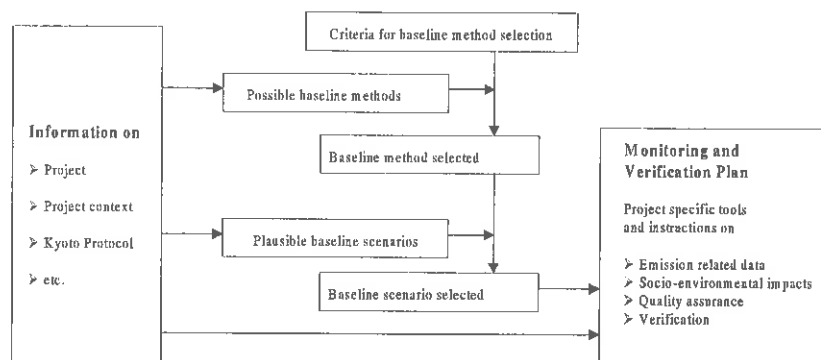 Criteria for baseline method selection
Possible baseline methods
Information on
➢ Project
➢ Project context
➢ Kyoto Protocol
➢ etc.
Baseline method selected
Plausible baseline scenarios
Baseline scenario selected
Monitoring and
Verification Plan
Project specific tools
and instractions on
➢ Emission related data
➢ Socio-environmental impacts
➢ Quality assurance
➢ Verification